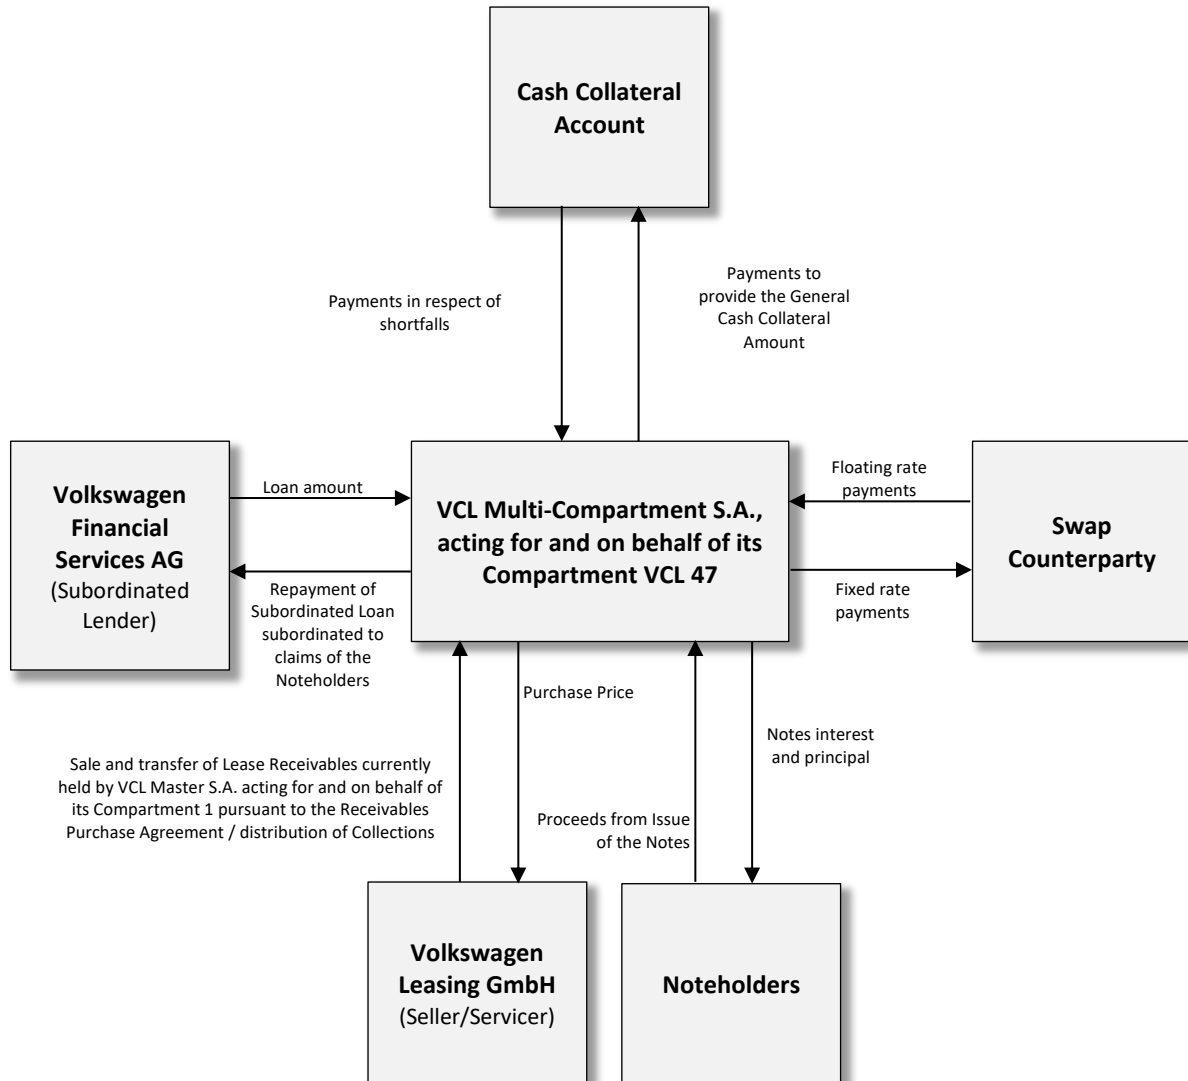 Cash Collateral
Account
Payments in respect of
shortfalls
Payments to
provide the General
Cash Collateral
Amount
Volkswagen
Financial
Services AG
(Subordinated
Lender)
Loan amount
Repayment of
Subordinated Loan
subordinated to
claims of the
Noteholders
VCL Multi-Compartment S.A.,
acting for and on behalf of its
Compartment VCL 47
Floating rate
payments
Fixed rate
payments
Swap
Counterparty
Sale and transfer of Lease Receivables currently
held by VCL Master S.A. acting for and on behalf of
its Compartment 1 pursuant to the Receivables
Purchase Agreement / distribution of Collections
Purchase Price
Proceeds from Issue
of the Notes
Notes interest
and principal
Volkswagen
Leasing GmbH
(Seller/Servicer)
Noteholders